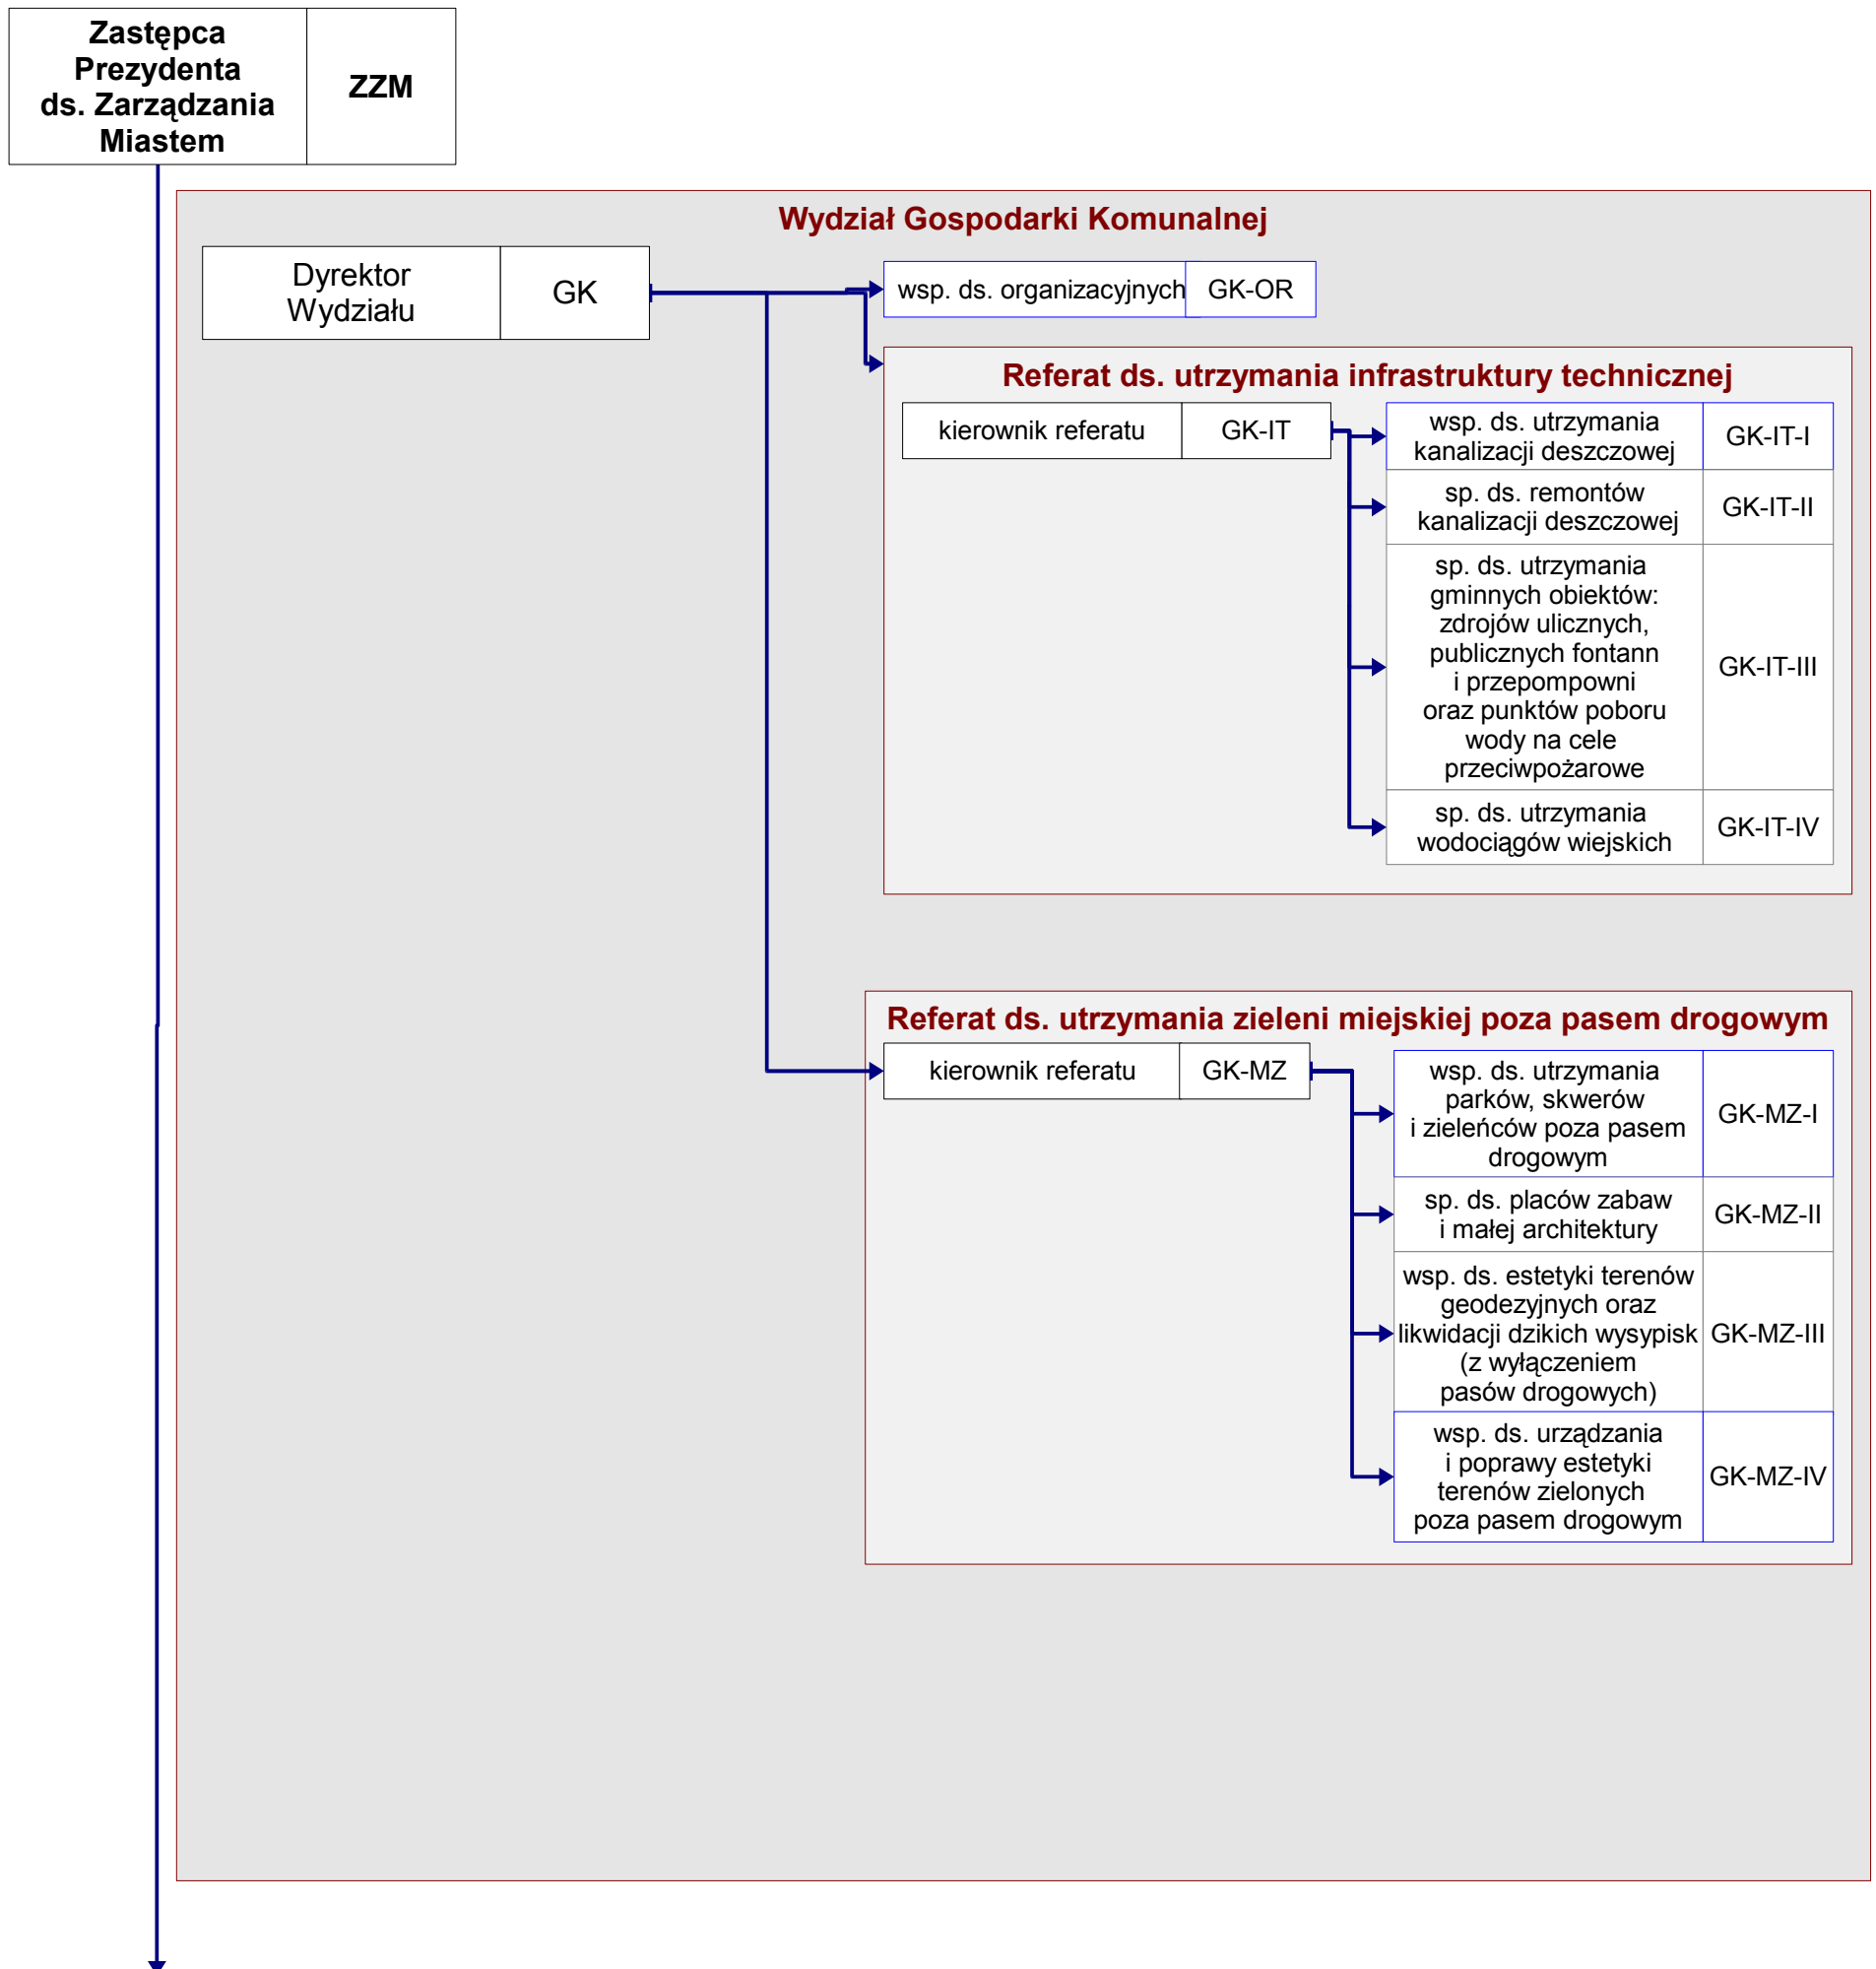 Zastępca
Prezydenta
ds. Zarządzania
Miastem
ZZM
Wydział Gospodarki Komunalnej
Dyrektor
Wydziału
GK
wsp. ds. organizacyjnych
GK-OR
Referat ds. utrzymania infrastruktury technicznej
kierownik referatu
GK-IT
wsp. ds. utrzymania
kanalizacji deszczowej
GK-IT-I
sp. ds. remontów
kanalizacji deszczowej
GK-IT-II
sp. ds. utrzymania
gminnych obiektów:
zdrojów ulicznych,
publicznych fontann
i przepompowni
oraz punktów poboru
wody na cele
przeciwpożarowe
GK-IT-III
sp. ds. utrzymania
wodociągów wiejskich
GK-IT-IV
Referat ds. utrzymania zieleni miejskiej poza pasem drogowym
kierownik referatu
GK-MZ
wsp. ds. utrzymania
parków, skwerów
i zieleńców poza pasem
drogowym
GK-MZ-I
sp. ds. placów zabaw
i małej architektury
GK-MZ-II
wsp. ds. estetyki terenów
geodezyjnych oraz
likwidacji dzikich wysypisk
(z wyłączeniem
pasów drogowych)
GK-MZ-III
wsp. ds. urządzania
i poprawy estetyki
terenów zielonych
poza pasem drogowym
GK-MZ-IV